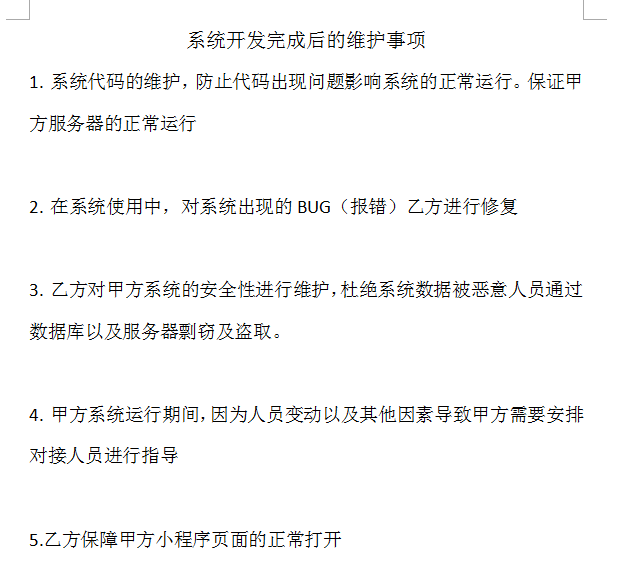 系统开发完成后的维护事项
1. 系统代码的维护，防止代码出现问题影响系统的正常运行。保证甲
方服务器的正常运行
2. 在系统使用中，对系统出现的 BUG（报错）乙方进行修复
3. 乙方对甲方系统的安全性进行维护，杜绝系统数据被恶意人员通过
数据库以及服务器剽窃及盗取。
4. 甲方系统运行期间，因为人员变动以及其他因素导致甲方需要安排
对接人员进行指导
5.乙方保障甲方小程序页面的正常打开